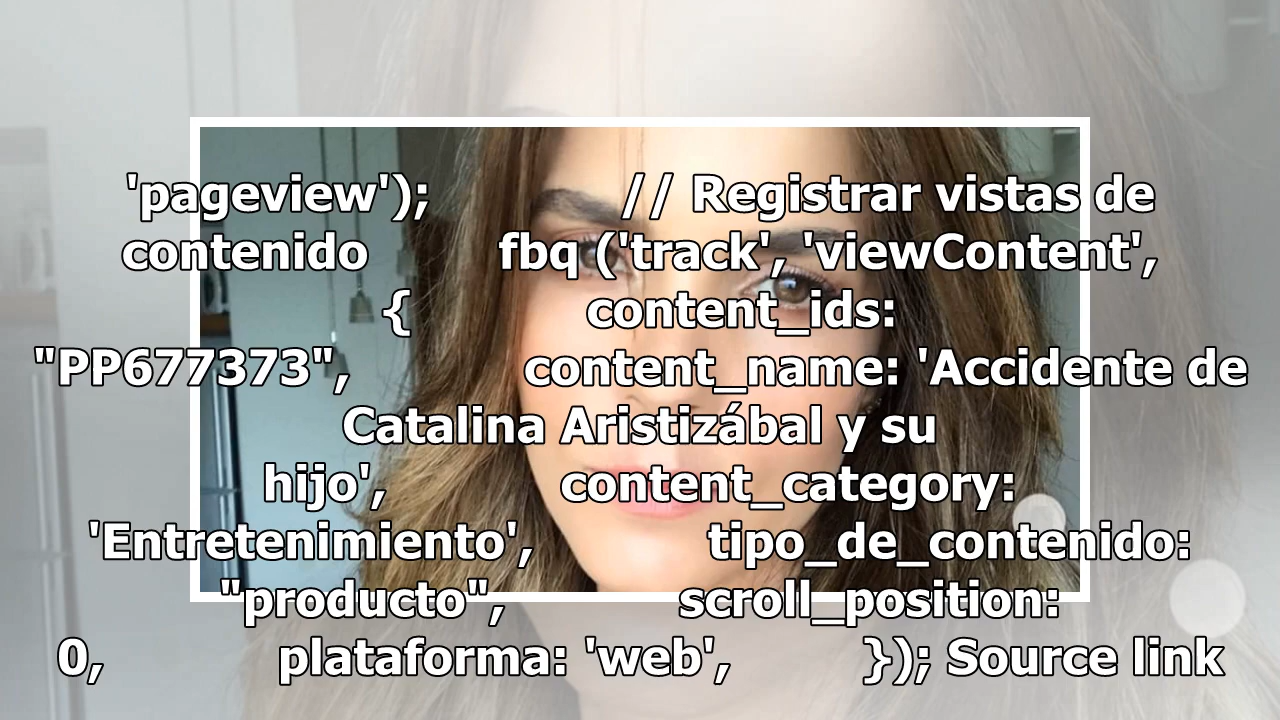 'pageview'); // Registrar vistas de
contenido fbq ('track', 'viewContent',
{ content_ids:
"PP677373", content_name: 'Accidente de
Catalina Aristizábal y su
hijo', content_category:
'Entretenimiento', tipo_de_contenido:
"producto", scroll_position:
0, plataforma: 'web', }); Source link